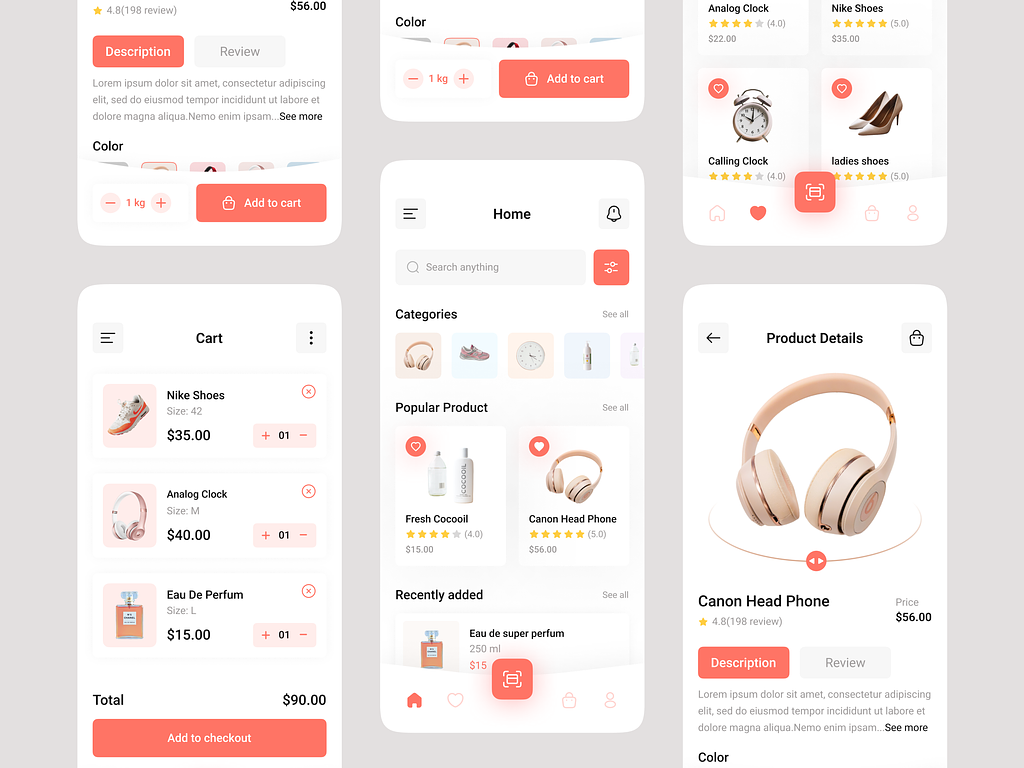 4.8(198 review)
$56.00
Description
Review
Lorem ipsum dolor sit amet, consectetur adipiscing
elit, sed do eiusmod tempor incididunt ut labore et
dolore magna aliqua.Nemo enim ipsam...See more
Color
1 kg
Add to cart
Cart
Nike Shoes
Size: 42
$35.00
+ 01 −
Analog Clock
Size: M
$40.00
+ 01 −
Eau De Perfum
Size: L
$15.00
+ 01 −
Total
$90.00
Add to checkout
Color
1 kg
Add to cart
Home
Search anything
Categories
See all
Popular Product
See all
COCOOIL
Fresh Cocooil
(4.0)
$15.00
Canon Head Phone
(5.0)
$56.00
Recently added
See all
Eau de super perfum
250 ml
$15
Analog Clock
(4.0)
$22.00
Nike Shoes
(5.0)
$35.00
Calling Clock
(4.0)
ladies shoes
(5.0)
Product Details
Canon Head Phone
Price
4.8(198 review)
$56.00
Description
Review
Lorem ipsum dolor sit amet, consectetur adipiscing
elit, sed do eiusmod tempor incididunt ut labore et
dolore magna aliqua.Nemo enim ipsam...See more
Color